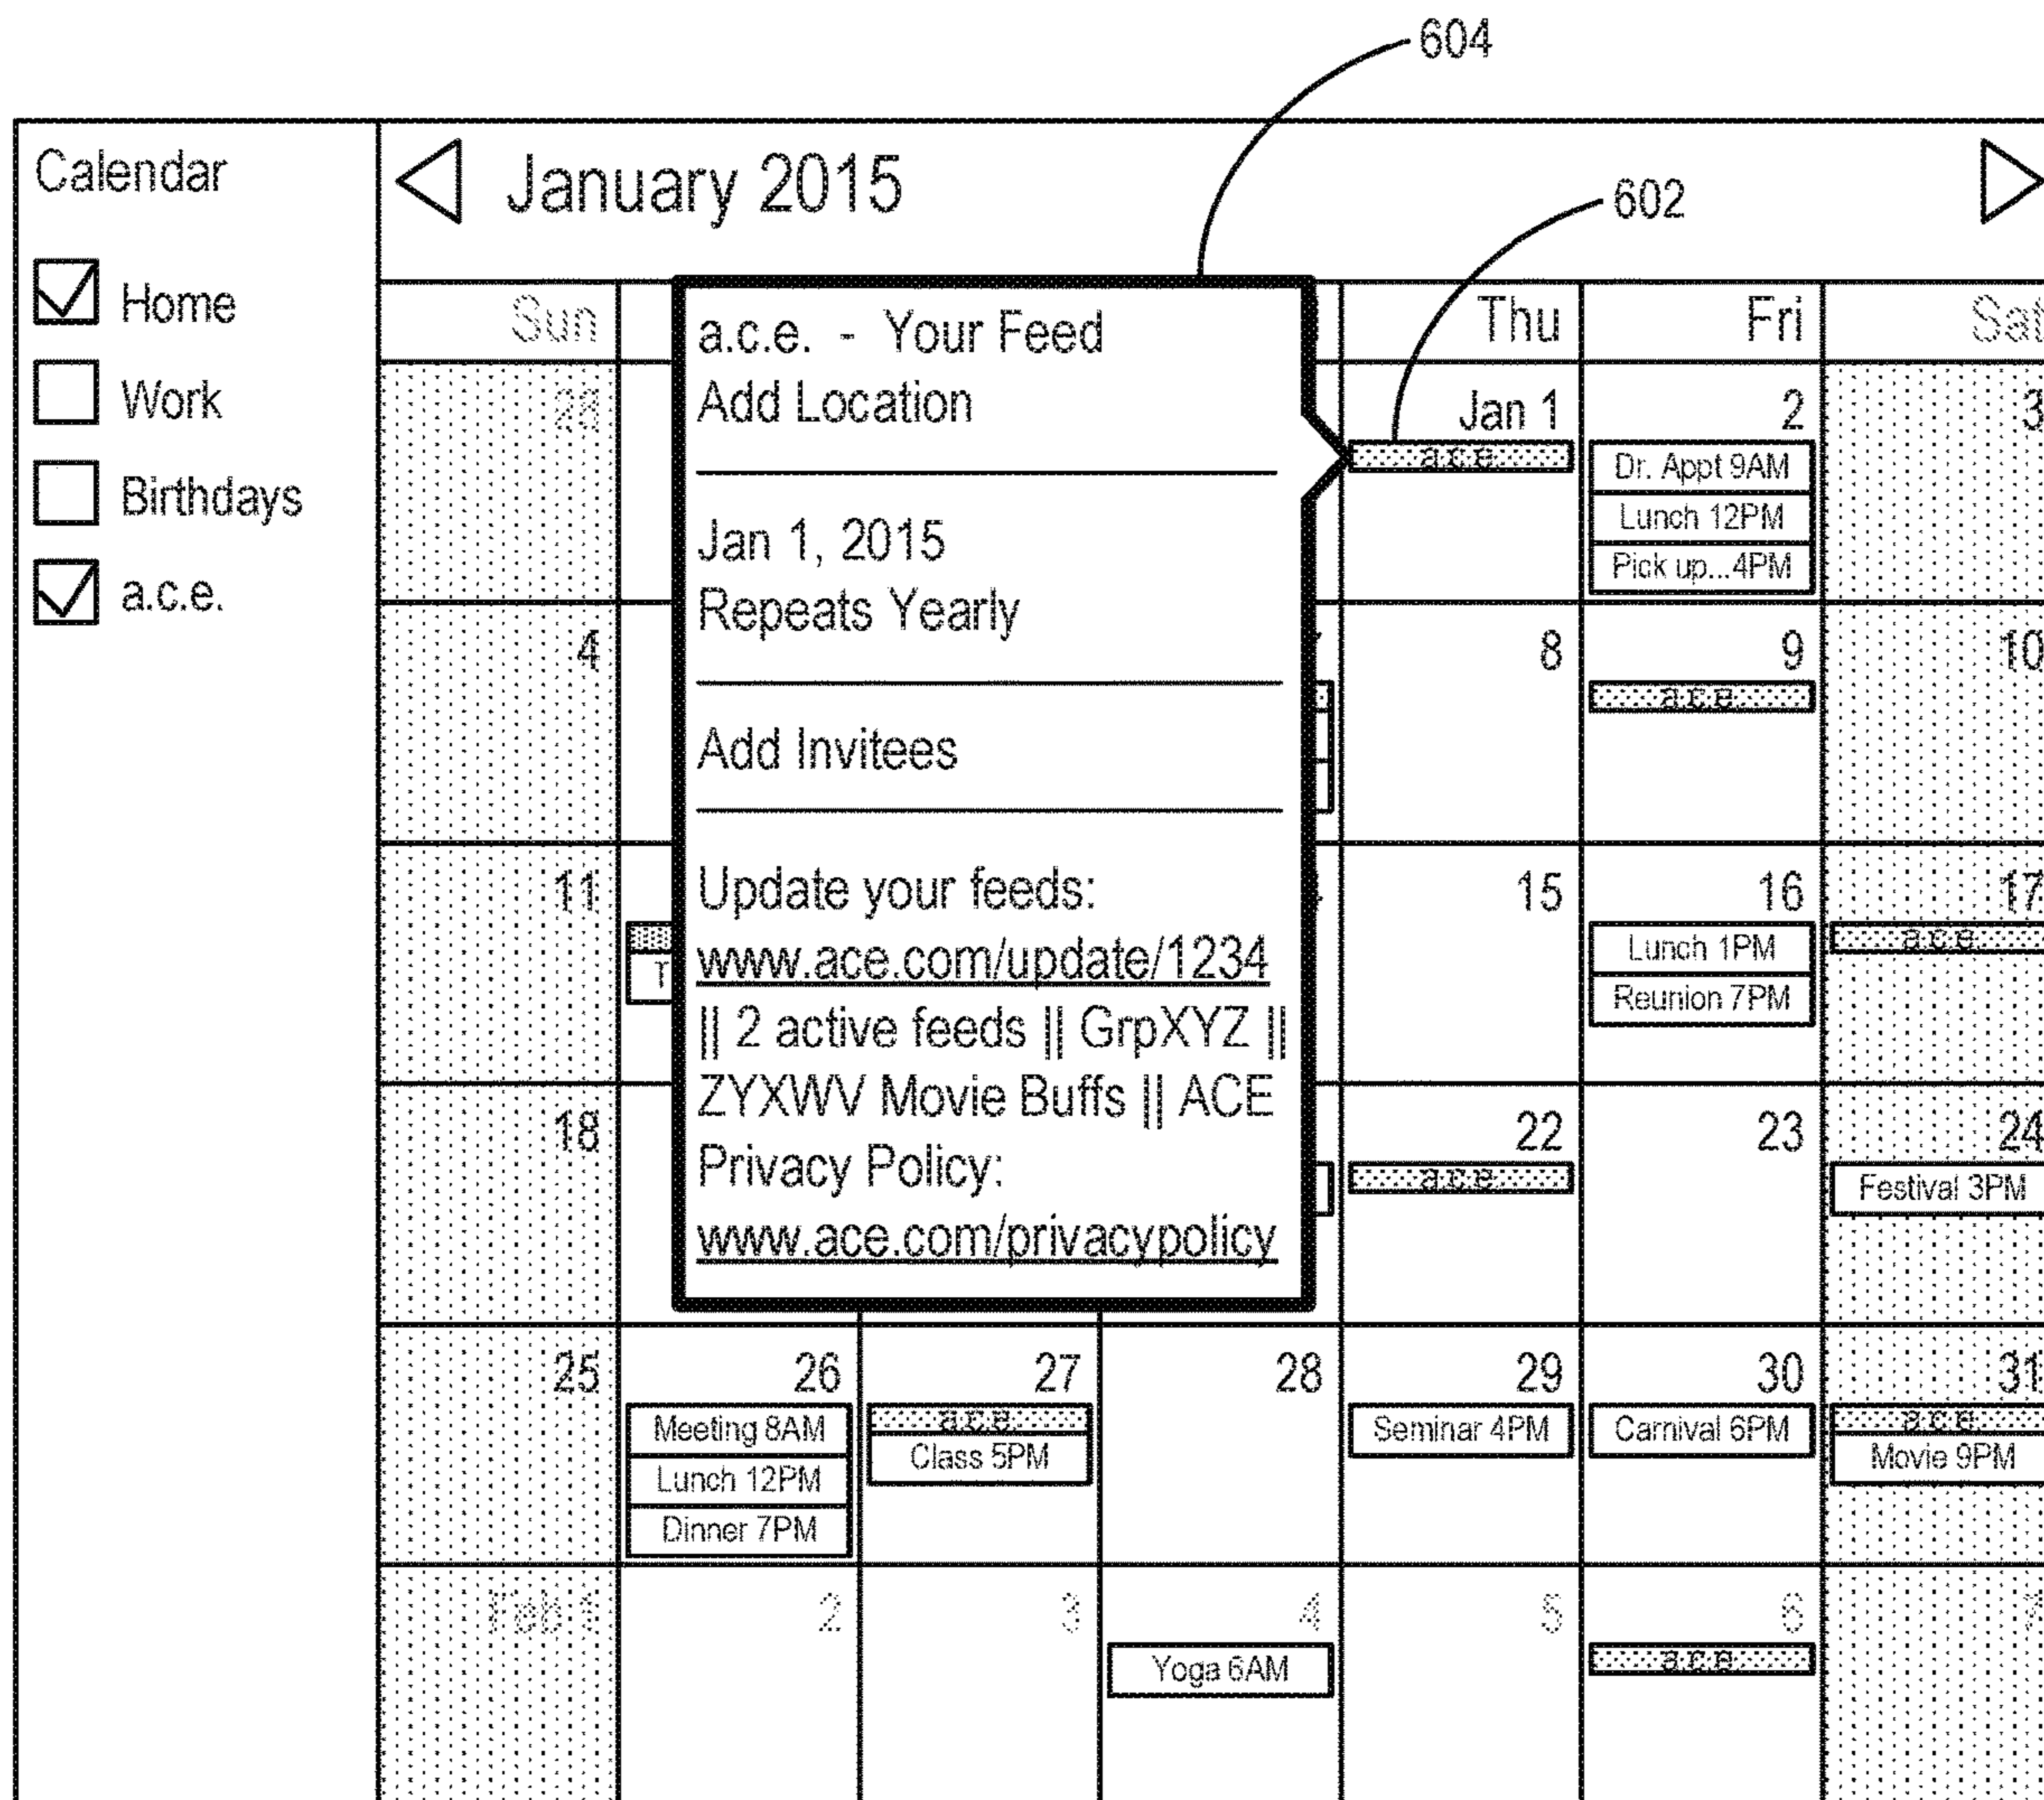 604
Calendar
January 2015
602
Home
Work
Birthdays
a.c.e.
Sun
Thu
Fri
Sat
a.c.e. - Your Feed
Add Location
Jan 1, 2015
Repeats Yearly
Add Invitees
Update your feeds:
www.ace.com/update/1234
|| 2 active feeds || GrpXYZ ||
ZYXWV Movie Buffs || ACE
Privacy Policy:
www.ace.com/privacypolicy
28
Jan 1
2
3
a.c.e.
Dr. Appt 9AM
Lunch 12PM
Pick up...4PM
4
8
9
10
a.c.e.
11
15
16
17
T
Lunch 1PM
Reunion 7PM
a.c.e.
18
22
23
24
a.c.e.
Festival 3PM
25
26
27
28
29
30
31
Meeting 8AM
Lunch 12PM
Dinner 7PM
a.c.e.
Class 5PM
Seminar 4PM
Carnival 6PM
a.c.e.
Movie 9PM
Feb 1
2
3
4
5
6
7
Yoga 6AM
a.c.e.